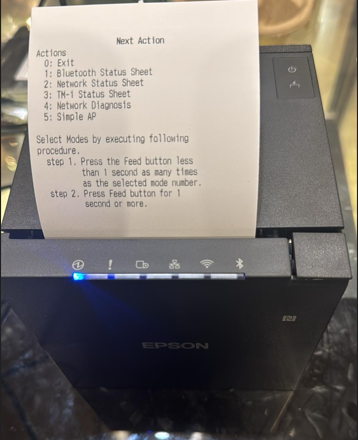 Next Action
Actions
0: Exit
1: Bluetooth Status Sheet
2: Network Status Sheet
3: TM-i Status Sheet
4: Network Diagnosis
5: Simple AP
Select Modes by executing following
procedure.
step 1. Press the Feed button less
than 1 second as many times
as the selected mode number.
step 2. Press Feed button for 1
second or more.
EPSON